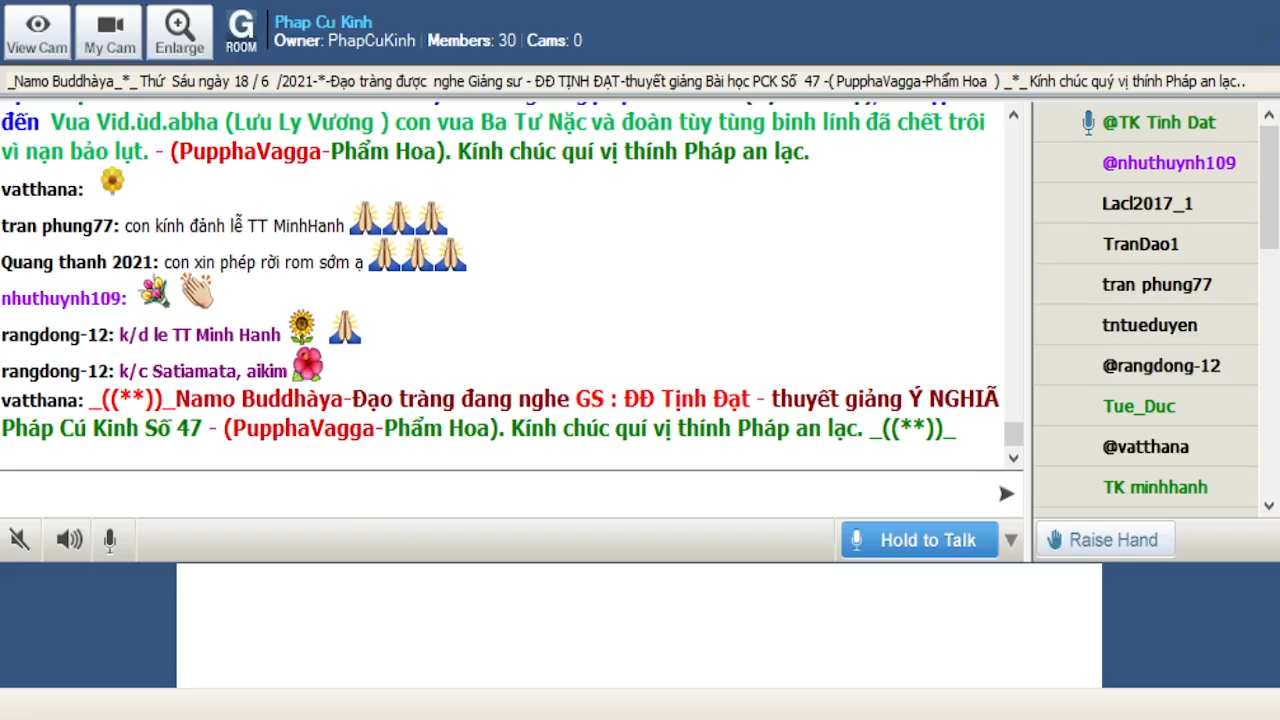 View Cam
My Cam
Enlarge
G
ROOM
Phap Cu Kinh
Owner: PhapCuKinh | Members: 30 | Cams: 0
_Namo Buddhàya_*_ Thứ Sáu ngày 18 / 6 /2021-*-Đạo tràng được nghe Giảng sư - ĐĐ TỊNH ĐẠT-thuyết giảng Bài học PCK Số 47 -( PupphaVagga-Phẩm Hoa ) _*_ Kính chúc quý vị thính Pháp an lạc..
đến Vua Vid.ùd.abha (Lưu Ly Vương ) con vua Ba Tư Nặc và đoàn tùy tùng binh lính đã chết trôi
vì nạn bảo lụt. - (PupphaVagga-Phẩm Hoa). Kính chúc quí vị thính Pháp an lạc.
vatthana:
tran phung77: con kính đảnh lễ TT MinhHanh
Quang thanh 2021: con xin phép rời rom sớm ạ
nhuthuynh109:
rangdong-12: k/d le TT Minh Hanh
rangdong-12: k/c Satiamata, aikim
vatthana: _((**))_Namo Buddhàya-Đạo tràng đang nghe GS : ĐĐ Tịnh Đạt - thuyết giảng Ý NGHIÃ
Pháp Cú Kinh Số 47 - (PupphaVagga-Phẩm Hoa). Kính chúc quí vị thính Pháp an lạc. _((**))_
@TK Tinh Dat
@nhuthuynh109
Lacl2017_1
TranDao1
tran phung77
tntueduyen
@rangdong-12
Tue_Duc
@vatthana
TK minhhanh
Hold to Talk
Raise Hand